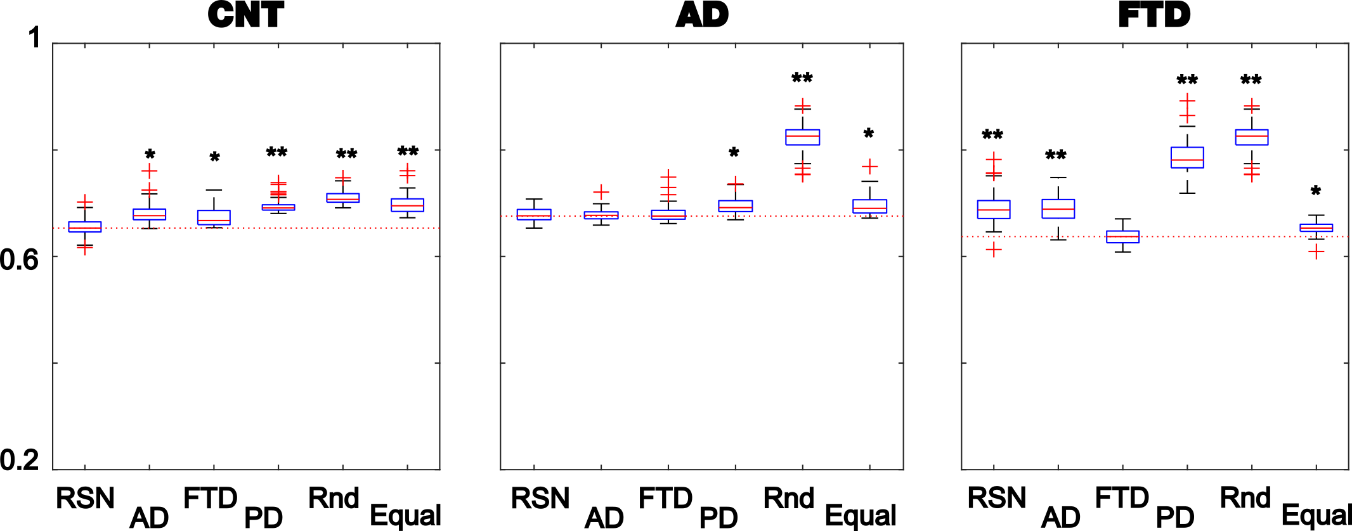 CNT AD FTD
1
* * ** ** ** * ** * ** ** ** ** *
0.6
0.2
RSN AD FTD PD Rnd Equal RSN AD FTD PD Rnd Equal RSN AD FTD PD Rnd Equal